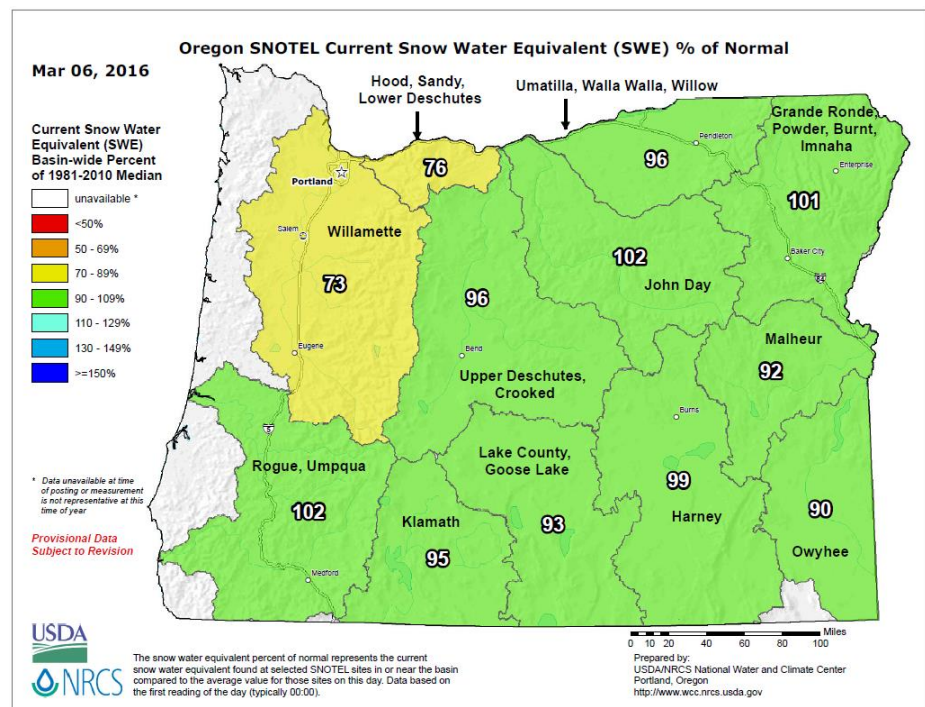 Oregon SNOTEL Current Snow Water Equivalent (SWE) % of Normal
Mar 06, 2016
Current Snow Water
Equivalent (SWE)
Basin-wide Percent
of 1981-2010 Median
unavailable *
<50%
50 - 69%
70 - 89%
90 - 109%
110 - 129%
130 - 149%
>=150%
* Data unavailable at time
of posting or measurement
is not representative at this
time of year
Provisional Data
Subject to Revision
Hood, Sandy,
Lower Deschutes
Umatilla, Walla Walla, Willow
Grande Ronde,
Powder, Burnt,
Imnaha
Pendleton
Enterprise
76
96
101
Portland
Salem
Willamette
73
Eugene
96
Bend
Upper Deschutes,
Crooked
102
John Day
Baker City
84
Malheur
92
Burns
5
Rogue, Umpqua
102
Medford
Klamath
95
Lake County,
Goose Lake
93
99
Harney
90
Owyhee
USDA
NRCS
The snow water equivalent percent of normal represents the current
snow water equivalent found at selected SNOTEL sites in or near the basin
compared to the average value for those sites on this day. Data based on
the first reading of the day (typically 00:00).
Miles
0 10 20 40 60 80 100
Prepared by:
USDA/NRCS National Water and Climate Center
Portland, Oregon
http://www.wcc.nrcs.usda.gov